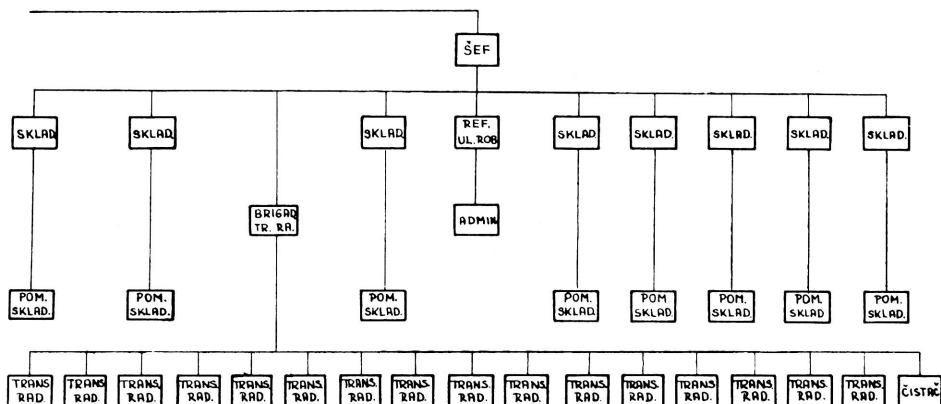 ŠEF
SKLAD
SKLAD.
SKLAD.
REF.
UL.ROB
SKLAD.
SKLAD.
SKLAD.
SKLAD.
SKLAD.
BRIGAD.
TR. RA.
ADMIN
POM.
SKLAD.
POM.
SKLAD.
POM.
SKLAD.
POM.
SKLAD.
POM
SKLAD.
POM.
SKLAD.
POM.
SKLAD
POM.
SKLAD.
TRANS
RAD.
TRANS.
RAD.
TRANS.
RAD.
TRANS.
RAD.
TRANS.
RAD.
TRANS.
RAD.
TRANS.
RAD.
TRANS.
RAD.
TRANS.
RAD.
TRANS.
RAD.
TRANS.
RAD.
TRANS.
RAD.
TRANS.
RAD.
TRANS.
RAD.
TRANS.
RAD.
TRANS.
RAD.
ČISTAČ